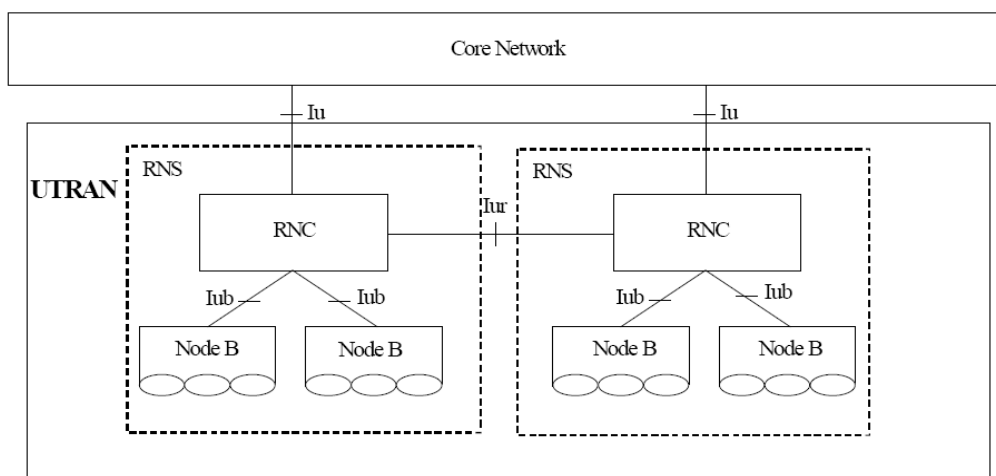 Core Network
Iu
Iu
UTRAN
RNS
RNS
RNC
Iur
RNC
Iub
Iub
Iub
Iub
Node B
Node B
Node B
Node B